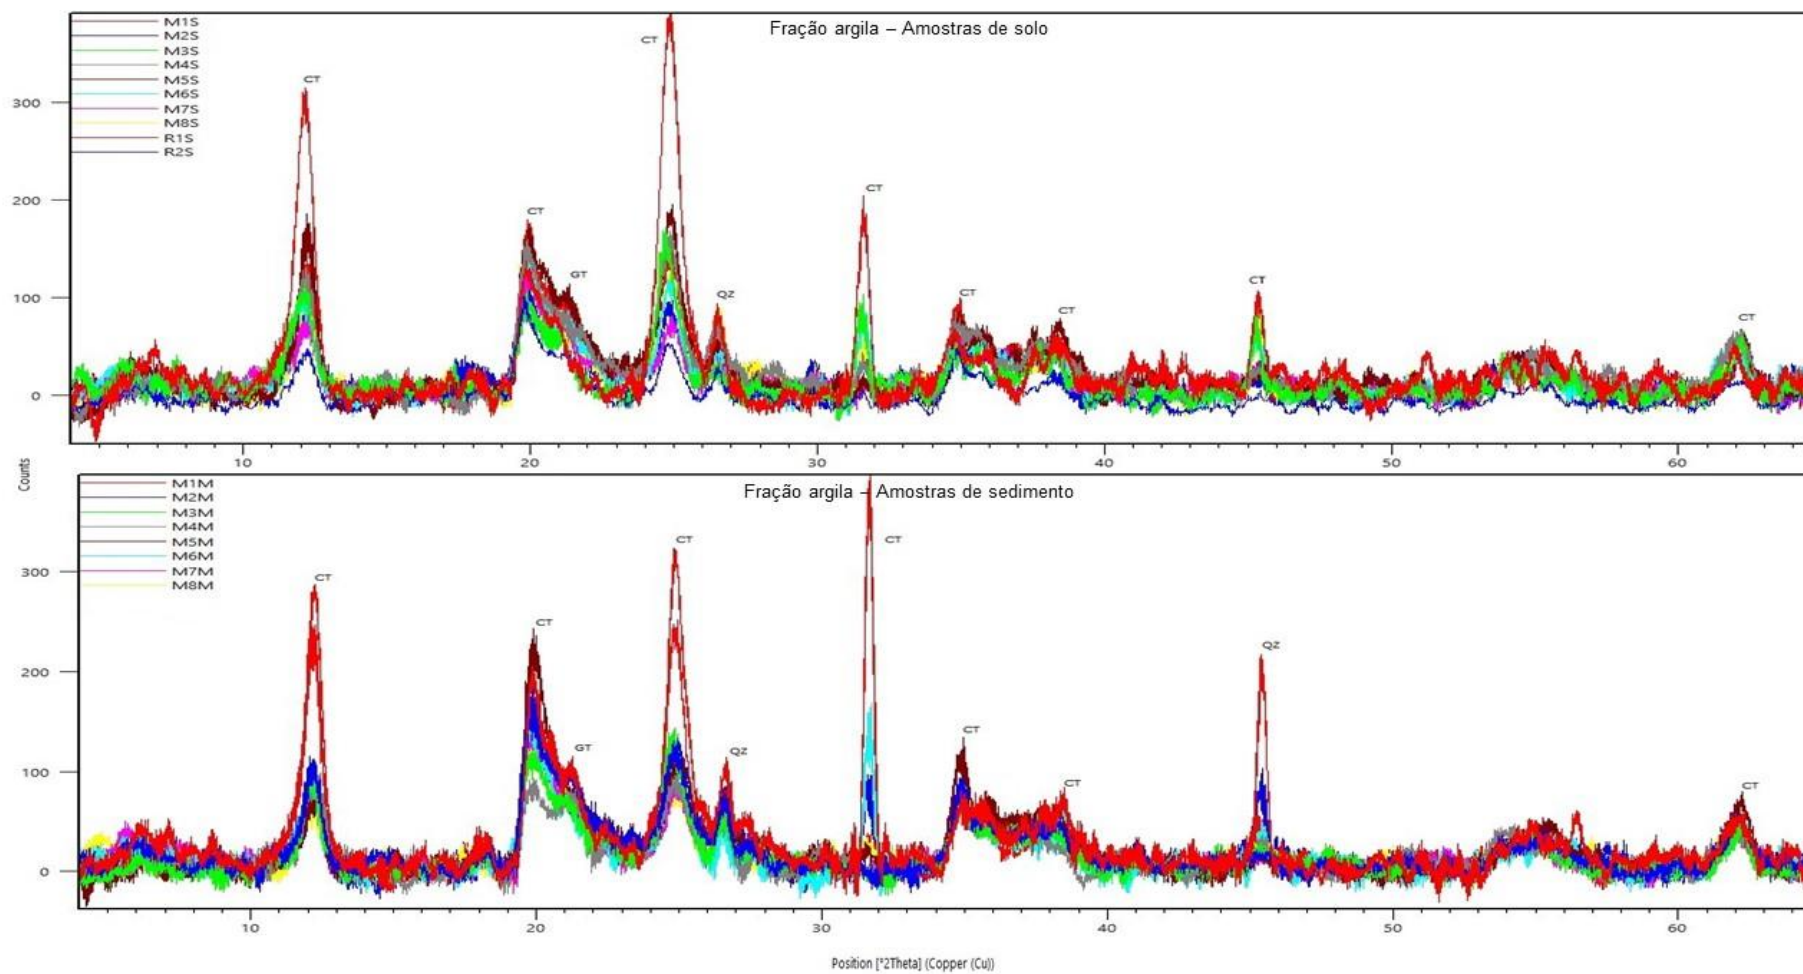 M1S
M2S
M3S
M4S
M5S
M6S
M7S
M8S
R1S
R2S
Fração argila – Amostras de solo
CT
CT
CT
GT
QZ
CT
CT
CT
CT
CT
300
200
100
0
10
20
30
40
50
60
Counts
M1M
M2M
M3M
M4M
M5M
M6M
M7M
M8M
Fração argila – Amostras de sedimento
CT
CT
GT
CT
QZ
CT
CT
CT
QZ
CT
300
200
100
0
10
20
30
40
50
60
Position [°2Theta] (Copper (Cu))